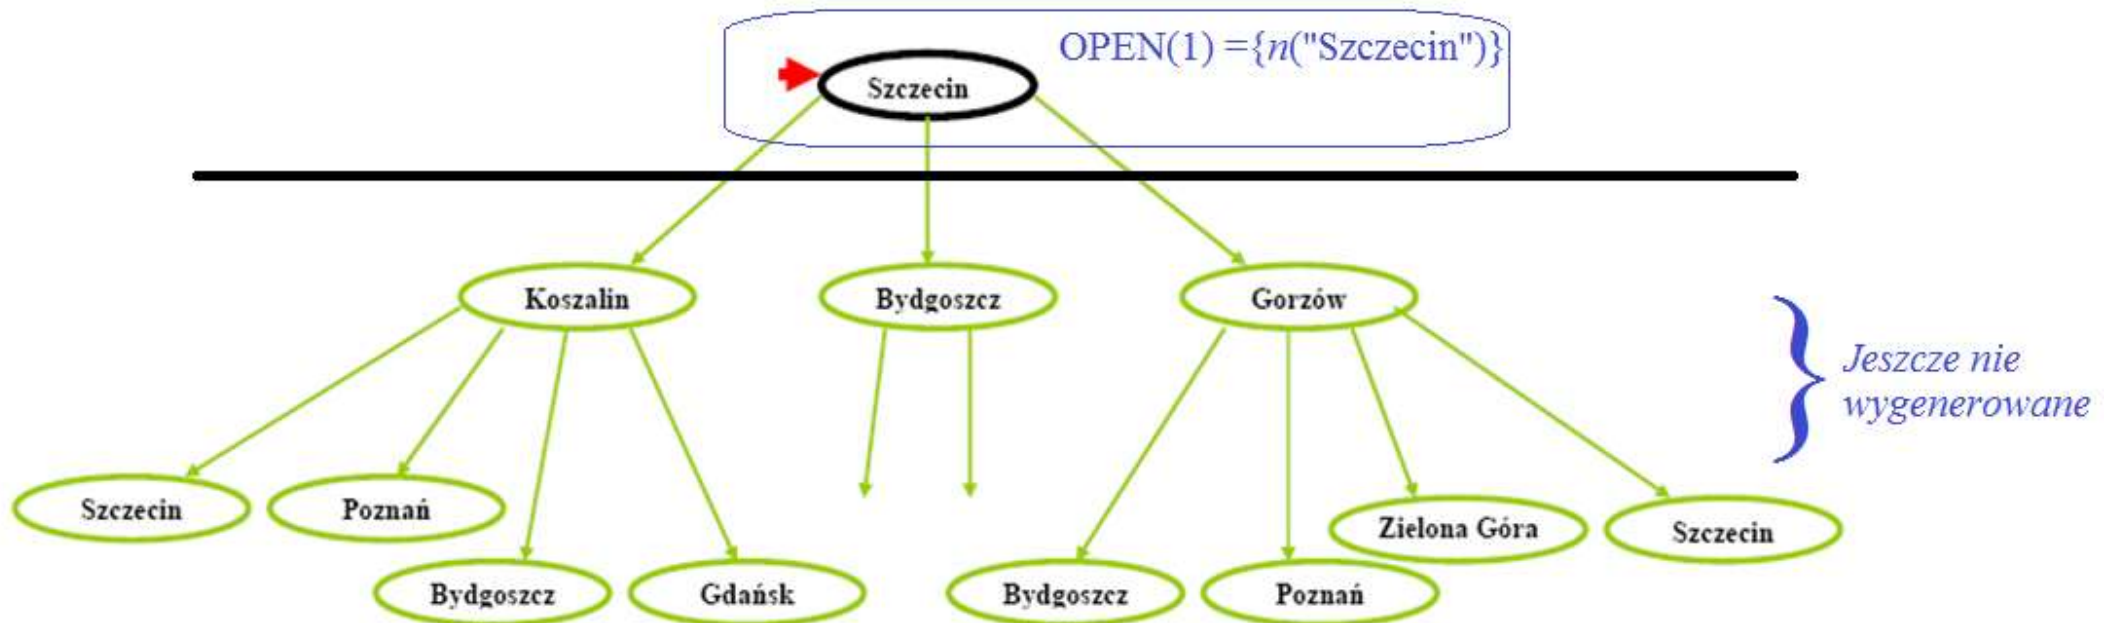 OPEN(1) ={n("Szczecin")}
Szczecin
Koszalin
Bydgoszcz
Gorzów
Jeszcze nie
wygenerowane
Szczecin
Poznań
Zielona Góra
Szczecin
Bydgoszcz
Gdańsk
Bydgoszcz
Poznań